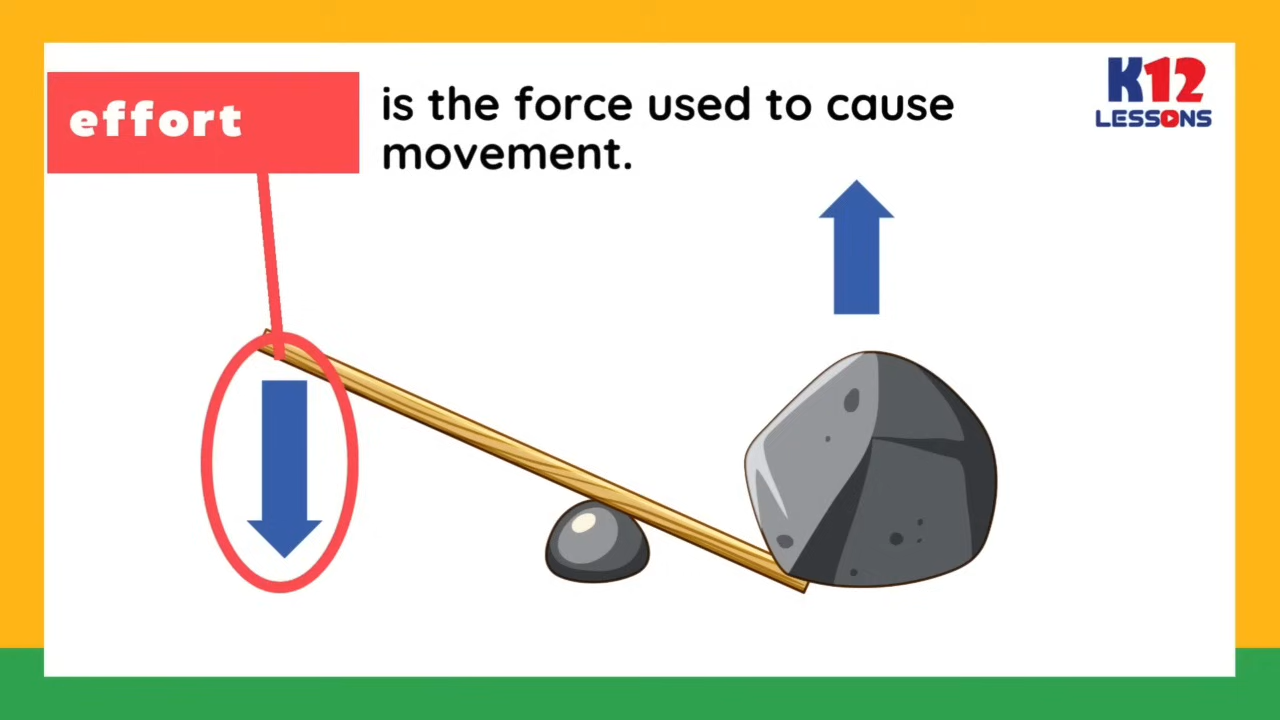 effort
is the force used to cause
movement.
K12
LESSONS